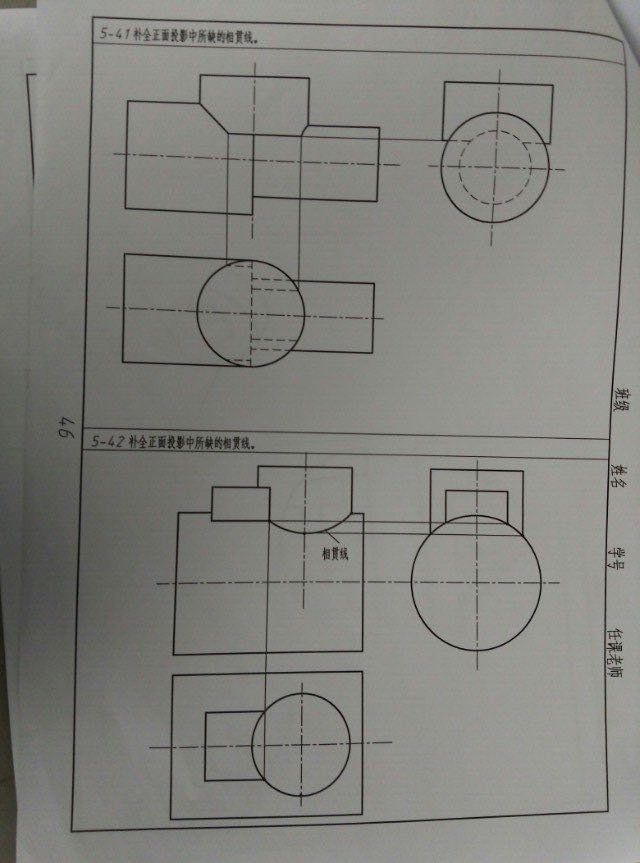 5-41 补全正面投影中所缺的相贯线。
5-42 补全正面投影中所缺的相贯线。
相贯线
46
班级
姓名
学号
任课老师